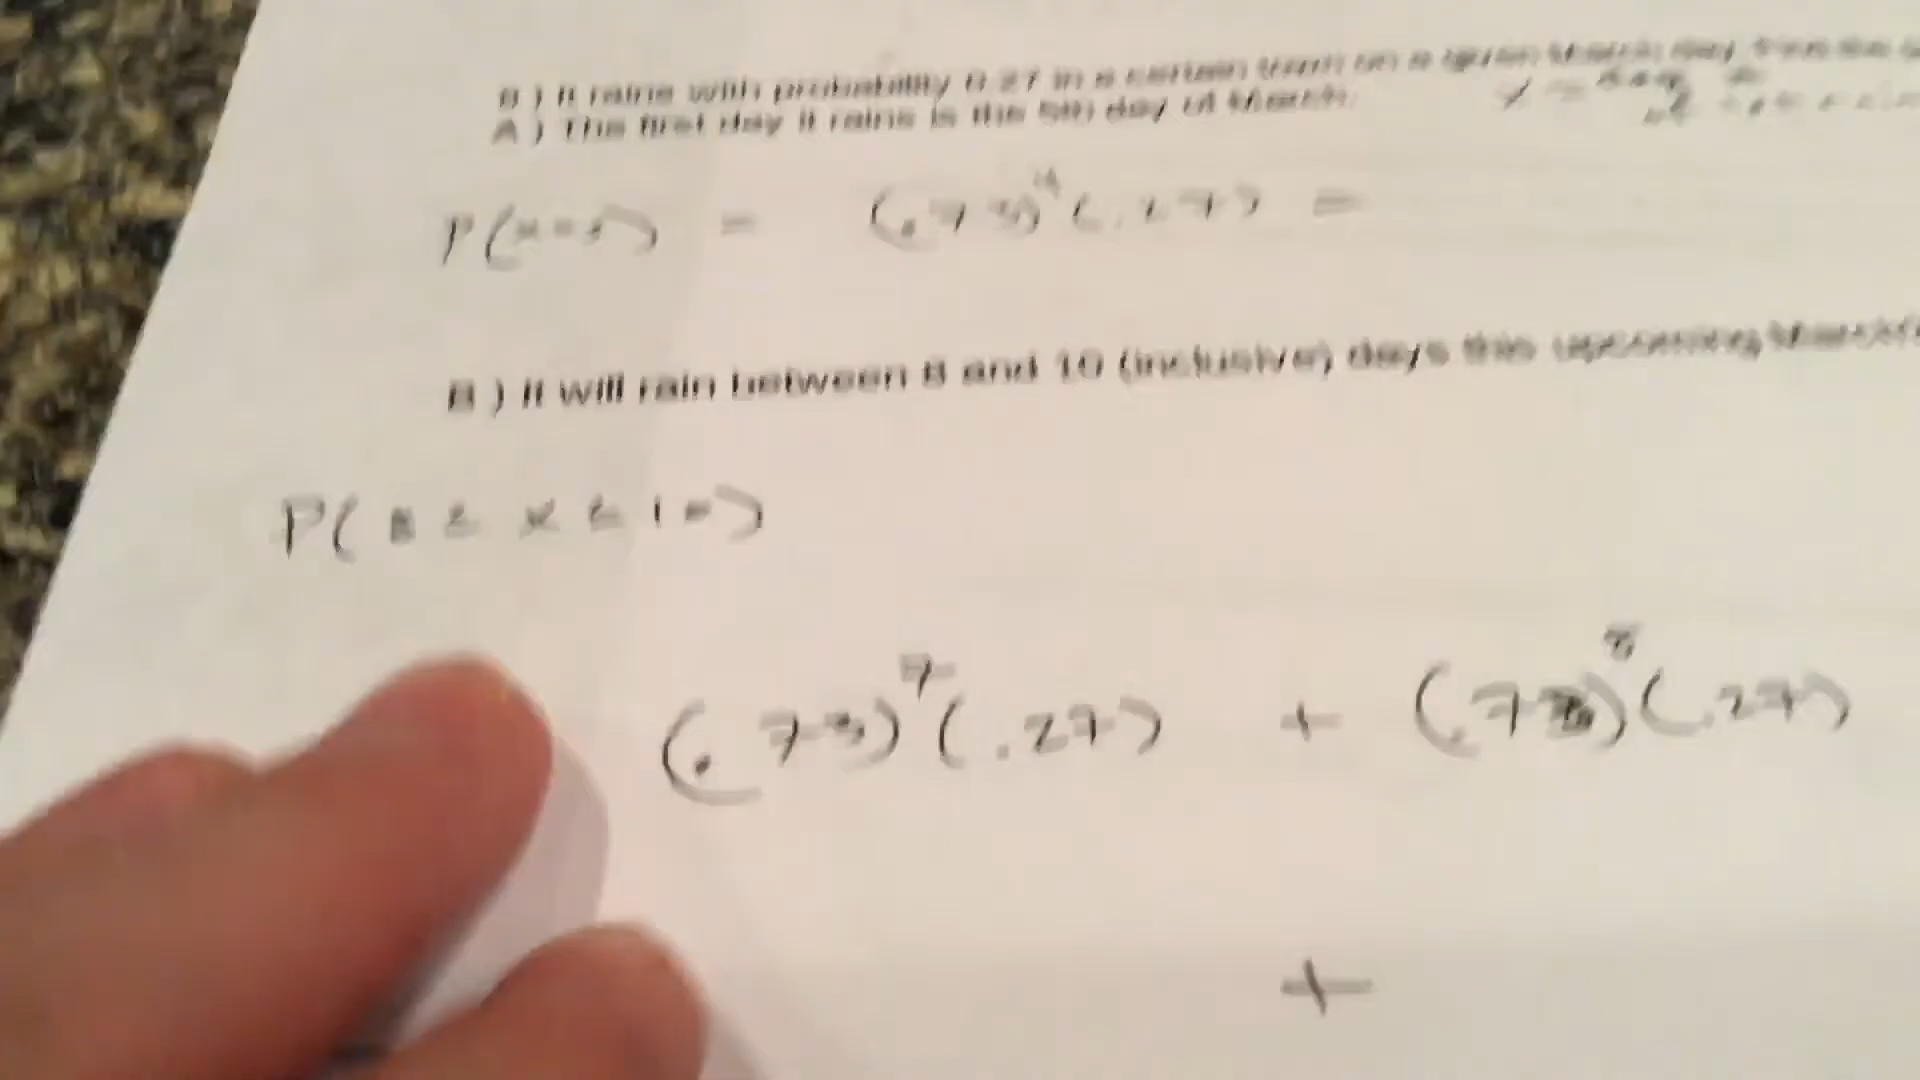 8 ) It rains with probability 0.27 in a certain town on a given March day. Find the
A ) The first day it rains is the 5th day of March.
P(x=5) = (.73)⁴(.27) =
B ) It will rain between 8 and 10 (inclusive) days this upcoming March
P( 8 ≤ x ≤ 10)
(.73)⁷(.27) + (.73)⁸(.27)
+